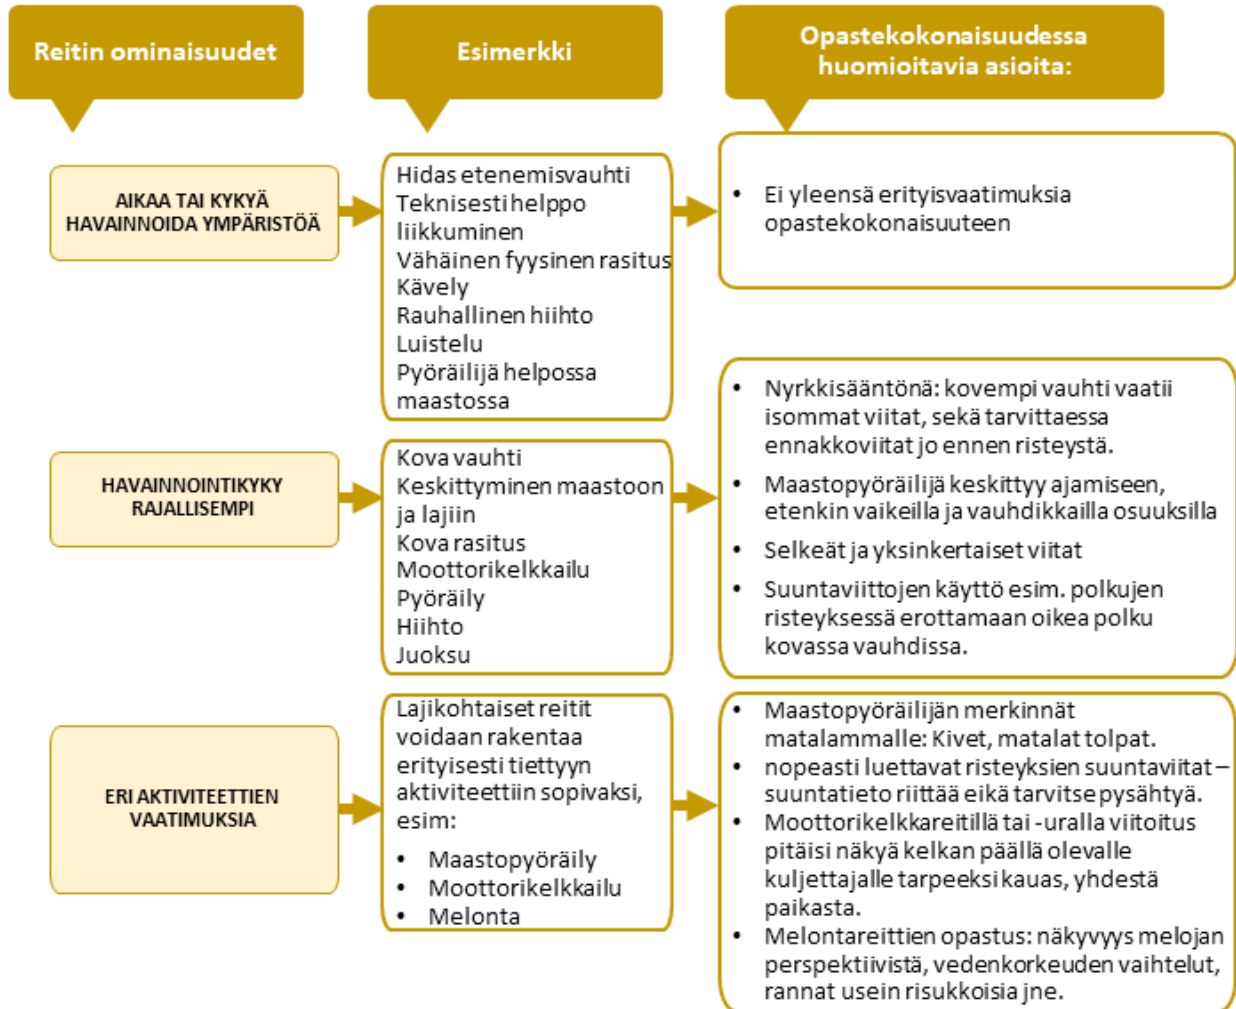 Reitin ominaisuudet
Esimerkki
Opastekokonaisuudessa
huomioitavia asioita:
AIKAA TAI KYKYÄ
HAVAINNOIDA YMPÄRISTÖÄ
Hidas etenemisvauhti
Teknisesti helppo
liikkuminen
Vähäinen fyysinen rasitus
Kävely
Rauhallinen hiihto
Luistelu
Pyöräilijä helpossa
maastossa
• Ei yleensä erityisvaatimuksia
opastekokonaisuuteen
HAVAINNOINTIKYKY
RAJALLISEMPI
Kova vauhti
Keskittyminen maastoon
ja lajiin
Kova rasitus
Moottorikelkkailu
Pyöräily
Hiihto
Juoksu
• Nyrkkisääntönä: kovempi vauhti vaatii
isommat viitat, sekä tarvittaessa
ennakkoviitat jo ennen risteystä.
• Maastopyöräilijä keskittyy ajamiseen,
etenkin vaikeilla ja vauhdikkailla osuuksilla
• Selkeät ja yksinkertaiset viitat
• Suuntaviittojen käyttö esim. polkujen
risteyksessä erottamaan oikea polku
kovassa vauhdissa.
ERI AKTIVITEETTIEN
VAATIMUKSIA
Lajikohtaiset reitit
voidaan rakentaa
erityisesti tiettyyn
aktiviteettiin sopivaksi,
esim:
• Maastopyöräily
• Moottorikelkkailu
• Melonta
• Maastopyöräilijän merkinnät
matalammalle: Kivet, matalat tolpat.
• nopeasti luettavat risteyksien suuntaviitat –
suuntatieto riittää eikä tarvitse pysähtyä.
• Moottorikelkkareitillä tai -uralla viitoitus
pitäisi näkyä kelkan päällä olevalle
kuljettajalle tarpeeksi kauas, yhdestä
paikasta.
• Melontareittien opastus: näkyvyys melojan
perspektiivistä, vedenkorkeuden vaihtelut,
rannat usein risukkoisia jne.